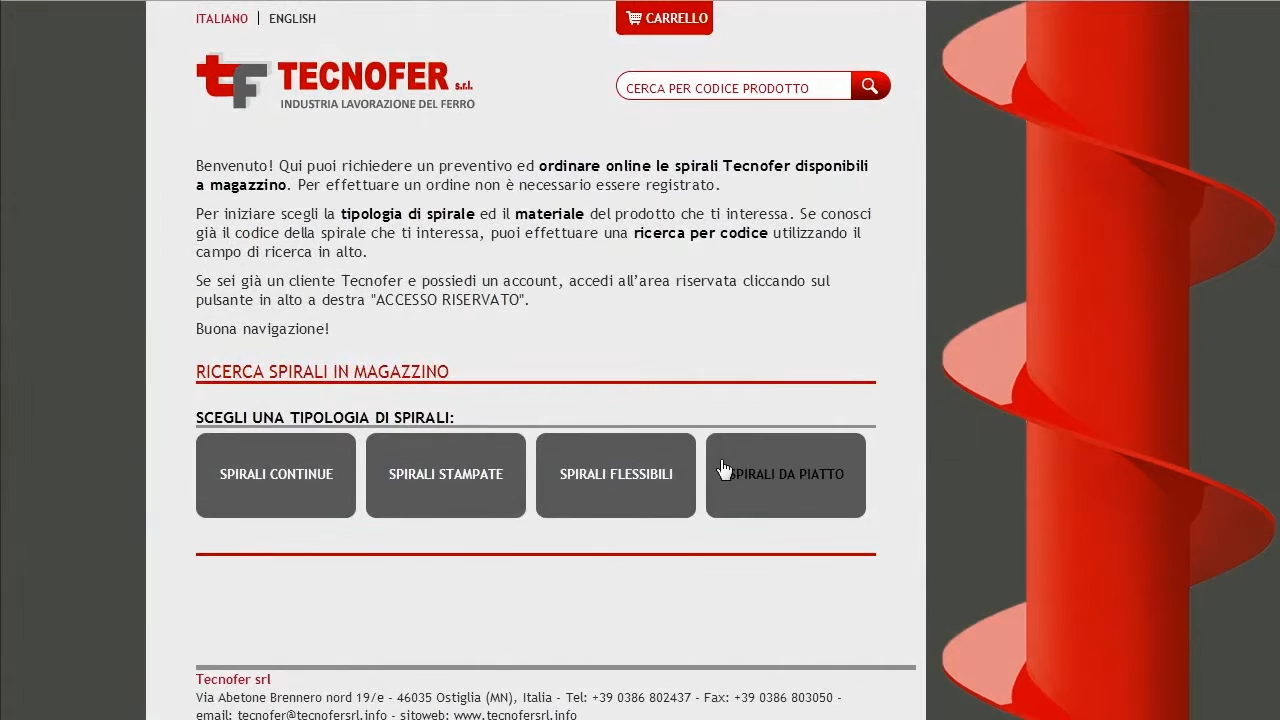 ITALIANO | ENGLISH
CARRELLO
TF TECNOFER s.r.l.
INDUSTRIA LAVORAZIONE DEL FERRO
CERCA PER CODICE PRODOTTO
Benvenuto! Qui puoi richiedere un preventivo ed ordinare online le spirali Tecnofer disponibili
a magazzino. Per effettuare un ordine non è necessario essere registrato.
Per iniziare scegli la tipologia di spirale ed il materiale del prodotto che ti interessa. Se conosci
già il codice della spirale che ti interessa, puoi effettuare una ricerca per codice utilizzando il
campo di ricerca in alto.
Se sei già un cliente Tecnofer e possiedi un account, accedi all’area riservata cliccando sul
pulsante in alto a destra "ACCESSO RISERVATO".
Buona navigazione!
RICERCA SPIRALI IN MAGAZZINO
SCEGLI UNA TIPOLOGIA DI SPIRALI:
SPIRALI CONTINUE
SPIRALI STAMPATE
SPIRALI FLESSIBILI
SPIRALI DA PIATTO
Tecnofer srl
Via Abetone Brennero nord 19/e - 46035 Ostiglia (MN), Italia - Tel: +39 0386 802437 - Fax: +39 0386 803050 -
email: tecnofer@tecnofersrl.info - sitoweb: www.tecnofersrl.info